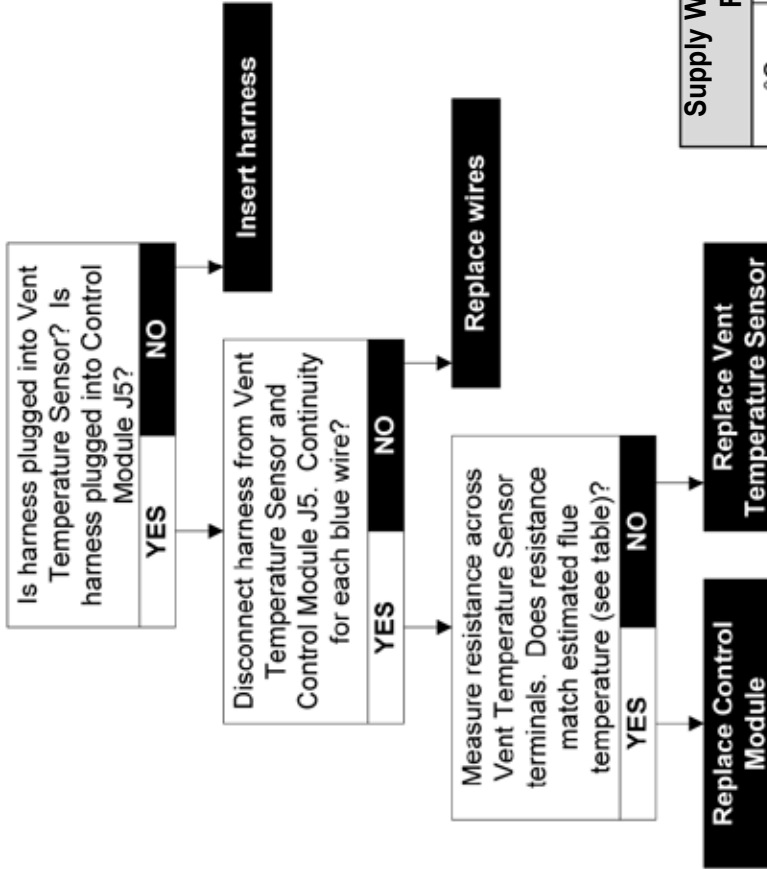 Is harness plugged into Vent
Temperature Sensor? Is
harness plugged into Control
Module J5?
YES
NO
Insert harness
Disconnect harness from Vent
Temperature Sensor and
Control Module J5. Continuity
for each blue wire?
YES
NO
Replace wires
Measure resistance across
Vent Temperature Sensor
terminals. Does resistance
match estimated flue
temperature (see table)?
YES
NO
Replace Control
Module
Replace Vent
Temperature Sensor
Supply